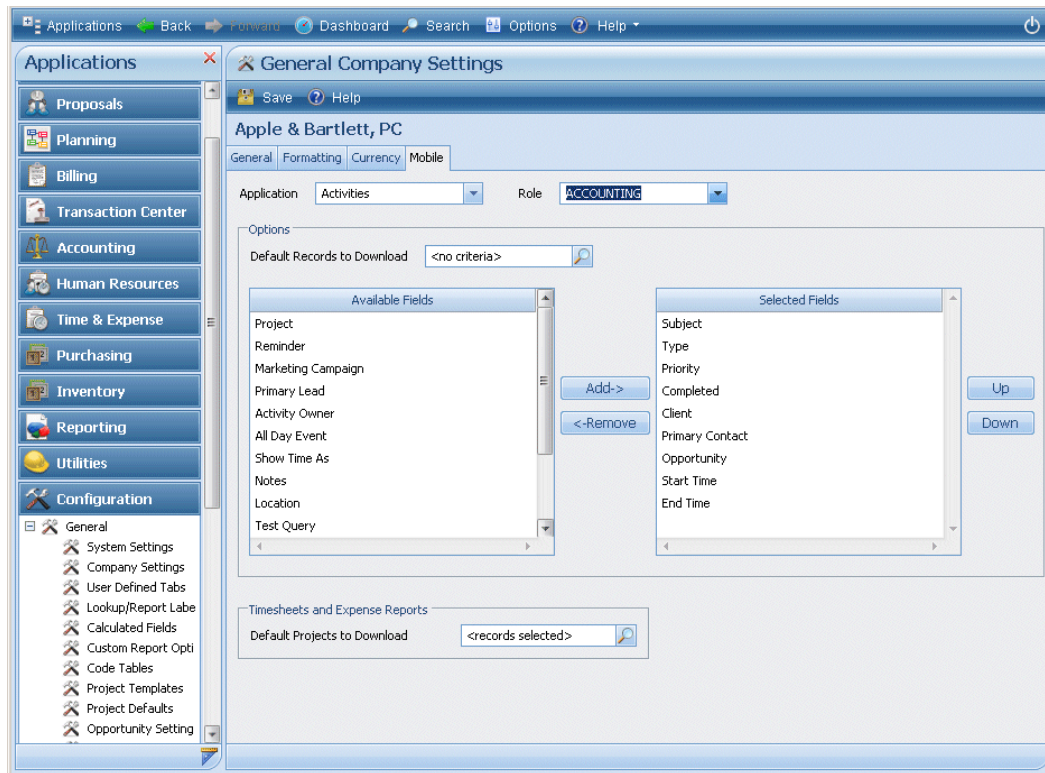 Applications Back Forward Dashboard Search Options Help
Applications
Proposals
Planning
Billing
Transaction Center
Accounting
Human Resources
Time & Expense
Purchasing
Inventory
Reporting
Utilities
Configuration
General
System Settings
Company Settings
User Defined Tabs
Lookup/Report Labe
Calculated Fields
Custom Report Opti
Code Tables
Project Templates
Project Defaults
Opportunity Setting
General Company Settings
Save Help
Apple & Bartlett, PC
General Formatting Currency Mobile
Application Activities Role ACCOUNTING
Options
Default Records to Download <no criteria>
Available Fields
Project
Reminder
Marketing Campaign
Primary Lead
Activity Owner
All Day Event
Show Time As
Notes
Location
Test Query
Add->
<-Remove
Selected Fields
Subject
Type
Priority
Completed
Client
Primary Contact
Opportunity
Start Time
End Time
Up
Down
Timesheets and Expense Reports
Default Projects to Download <records selected>